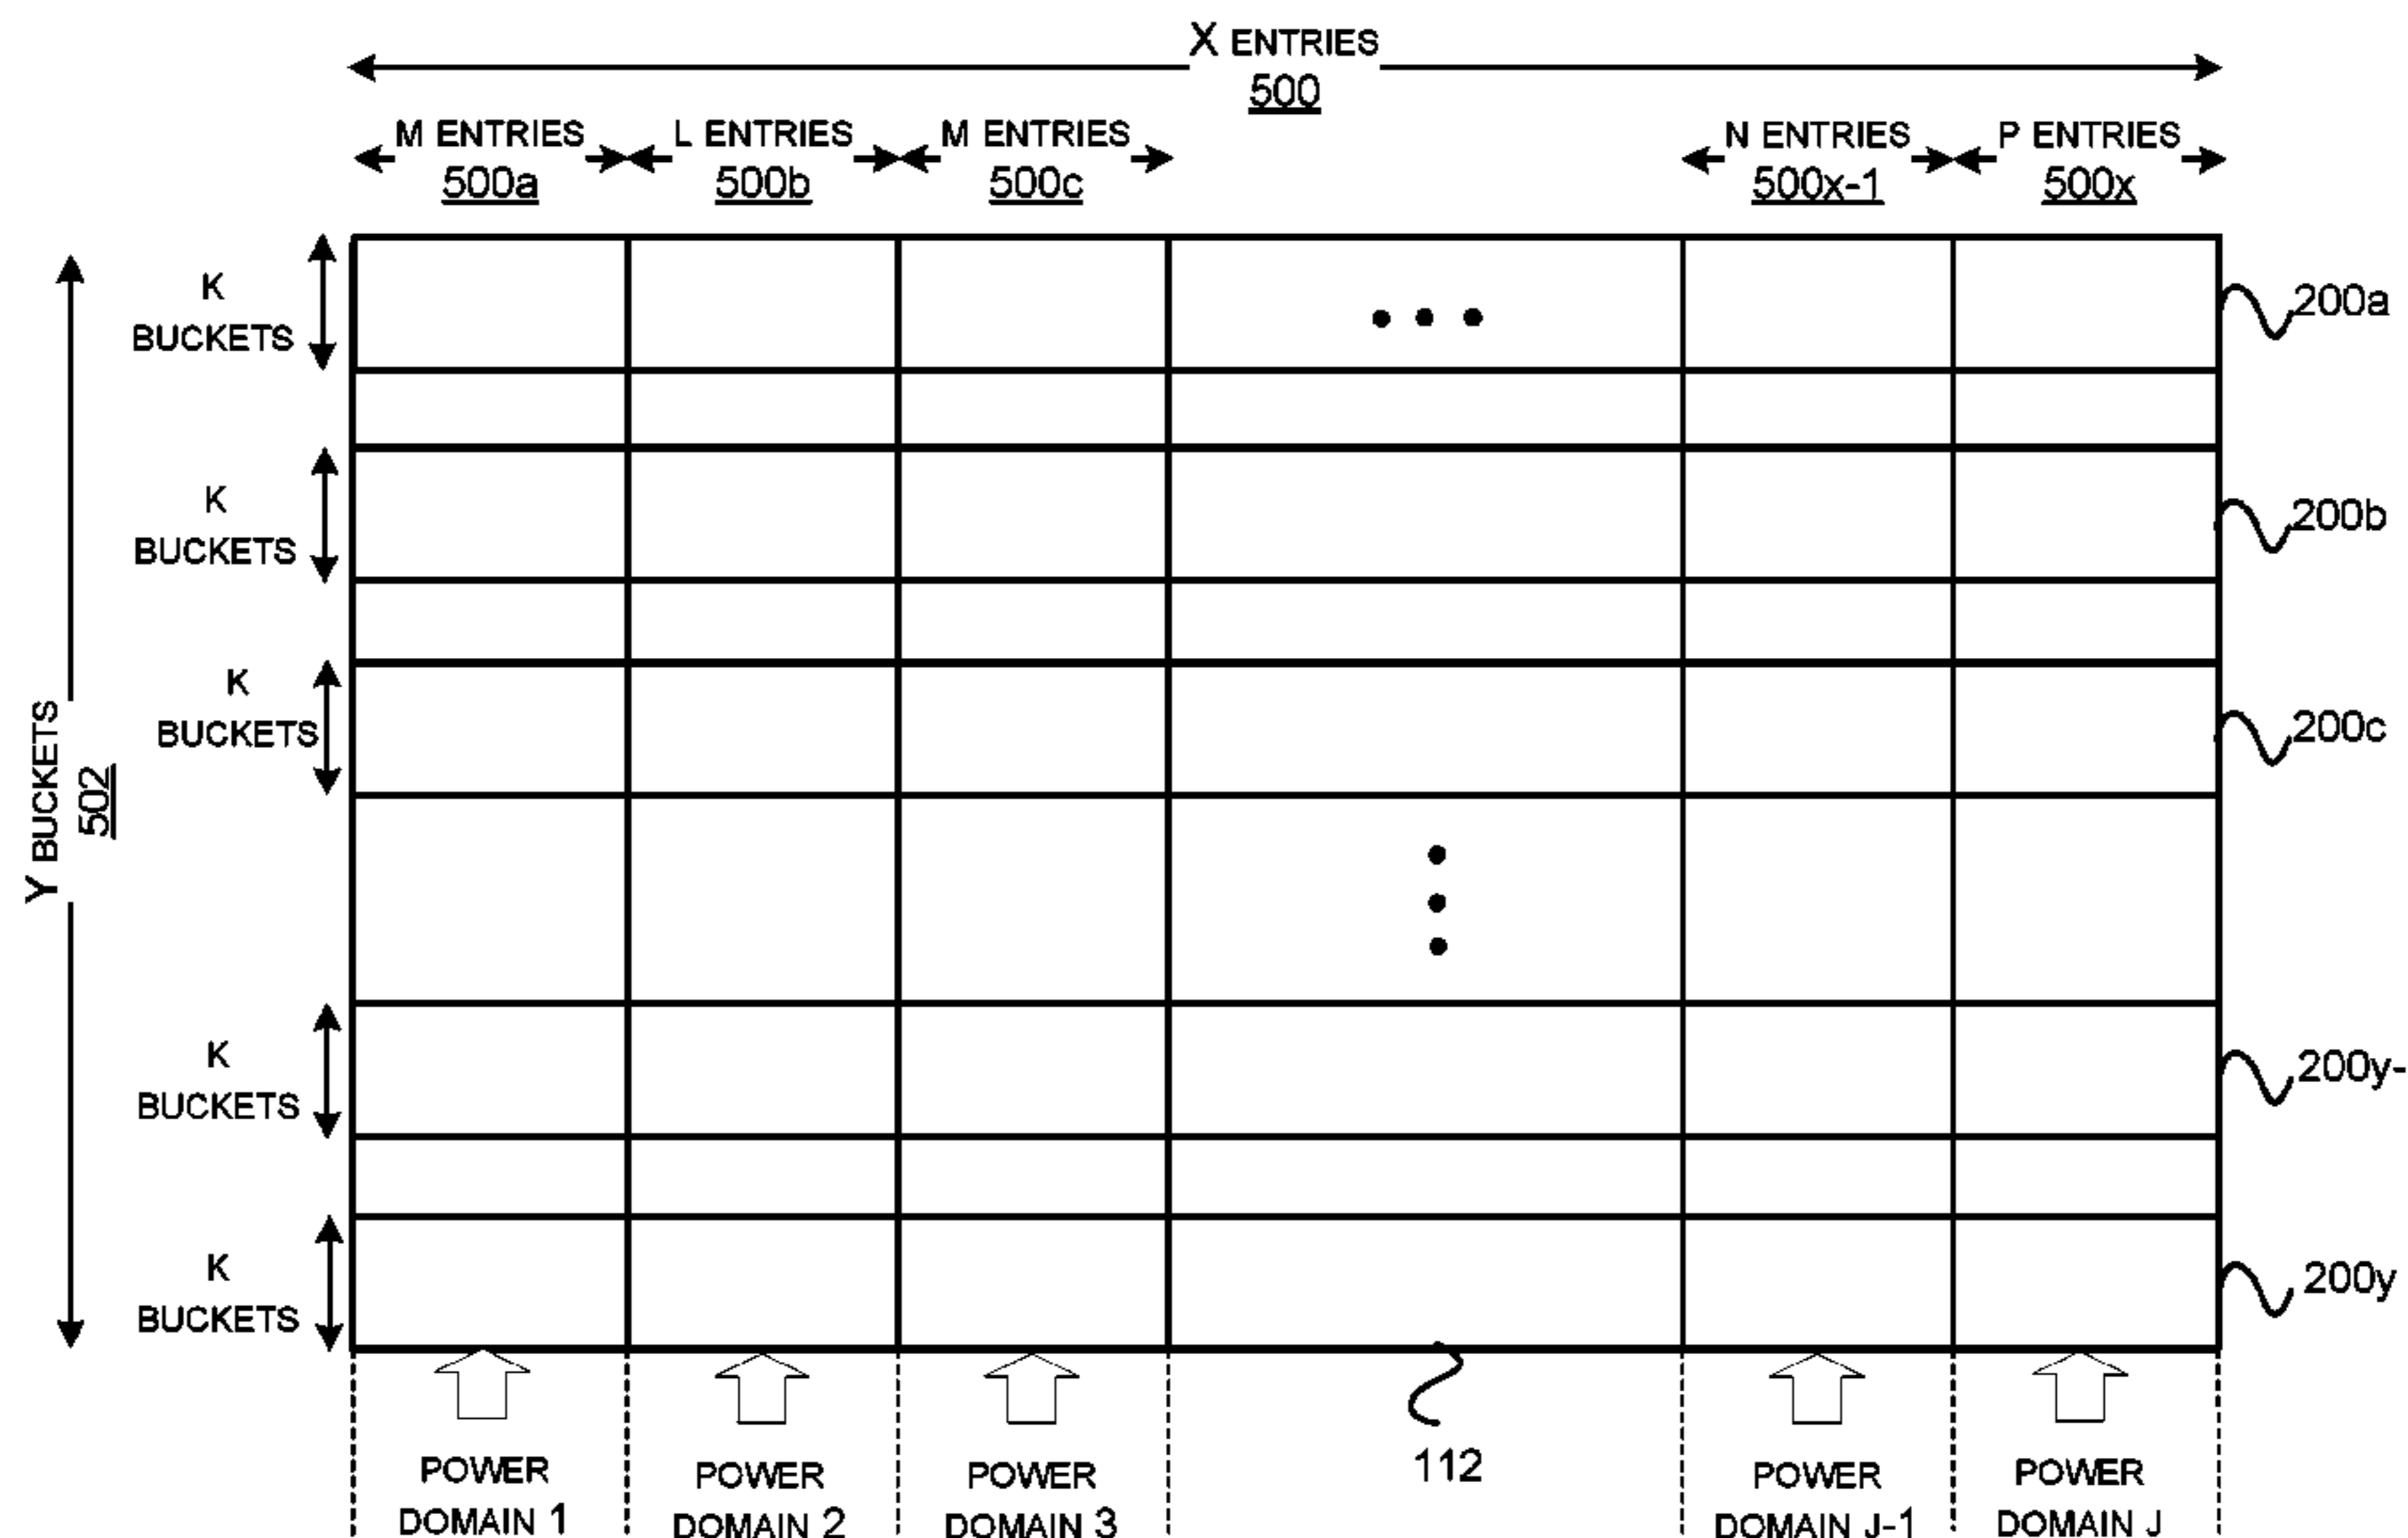 X ENTRIES
500
M ENTRIES
500a
L ENTRIES
500b
M ENTRIES
500c
N ENTRIES
500x-1
P ENTRIES
500x
Y BUCKETS
502
K
BUCKETS
200a
K
BUCKETS
200b
K
BUCKETS
200c
K
BUCKETS
200y-
K
BUCKETS
200y
POWER
DOMAIN 1
POWER
DOMAIN 2
POWER
DOMAIN 3
112
POWER
DOMAIN J-1
POWER
DOMAIN J